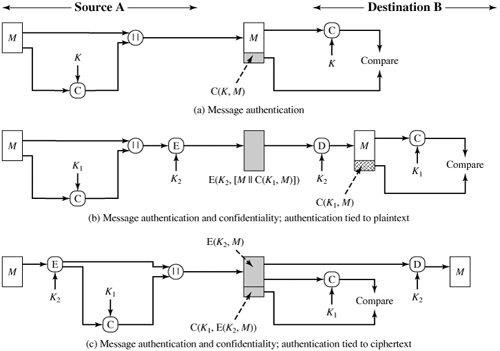 Source A Destination B
M || M C
K C K Compare
C(K, M)
(a) Message authentication
M || E D M C
K₁ C K₂ K₂ K₁ Compare
E(K₂, [M || C(K₁, M)])
C(K₁, M)
(b) Message authentication and confidentiality; authentication tied to plaintext
E(K₂, M)
M E || D M
K₂ K₁ C C K₁ K₂ Compare
C(K₁, E(K₂, M))
(c) Message authentication and confidentiality; authentication tied to ciphertext